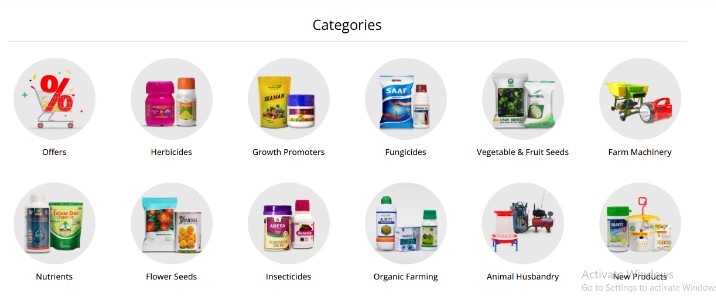 Categories
%
Offers
Herbicides
Growth Promoters
SAAF
Fungicides
Vegetable & Fruit Seeds
Farm Machinery
Nutrients
Flower Seeds
Insecticides
Organic Farming
Animal Husbandry
New Products
Activate Windows
Go to Settings to activate Windows